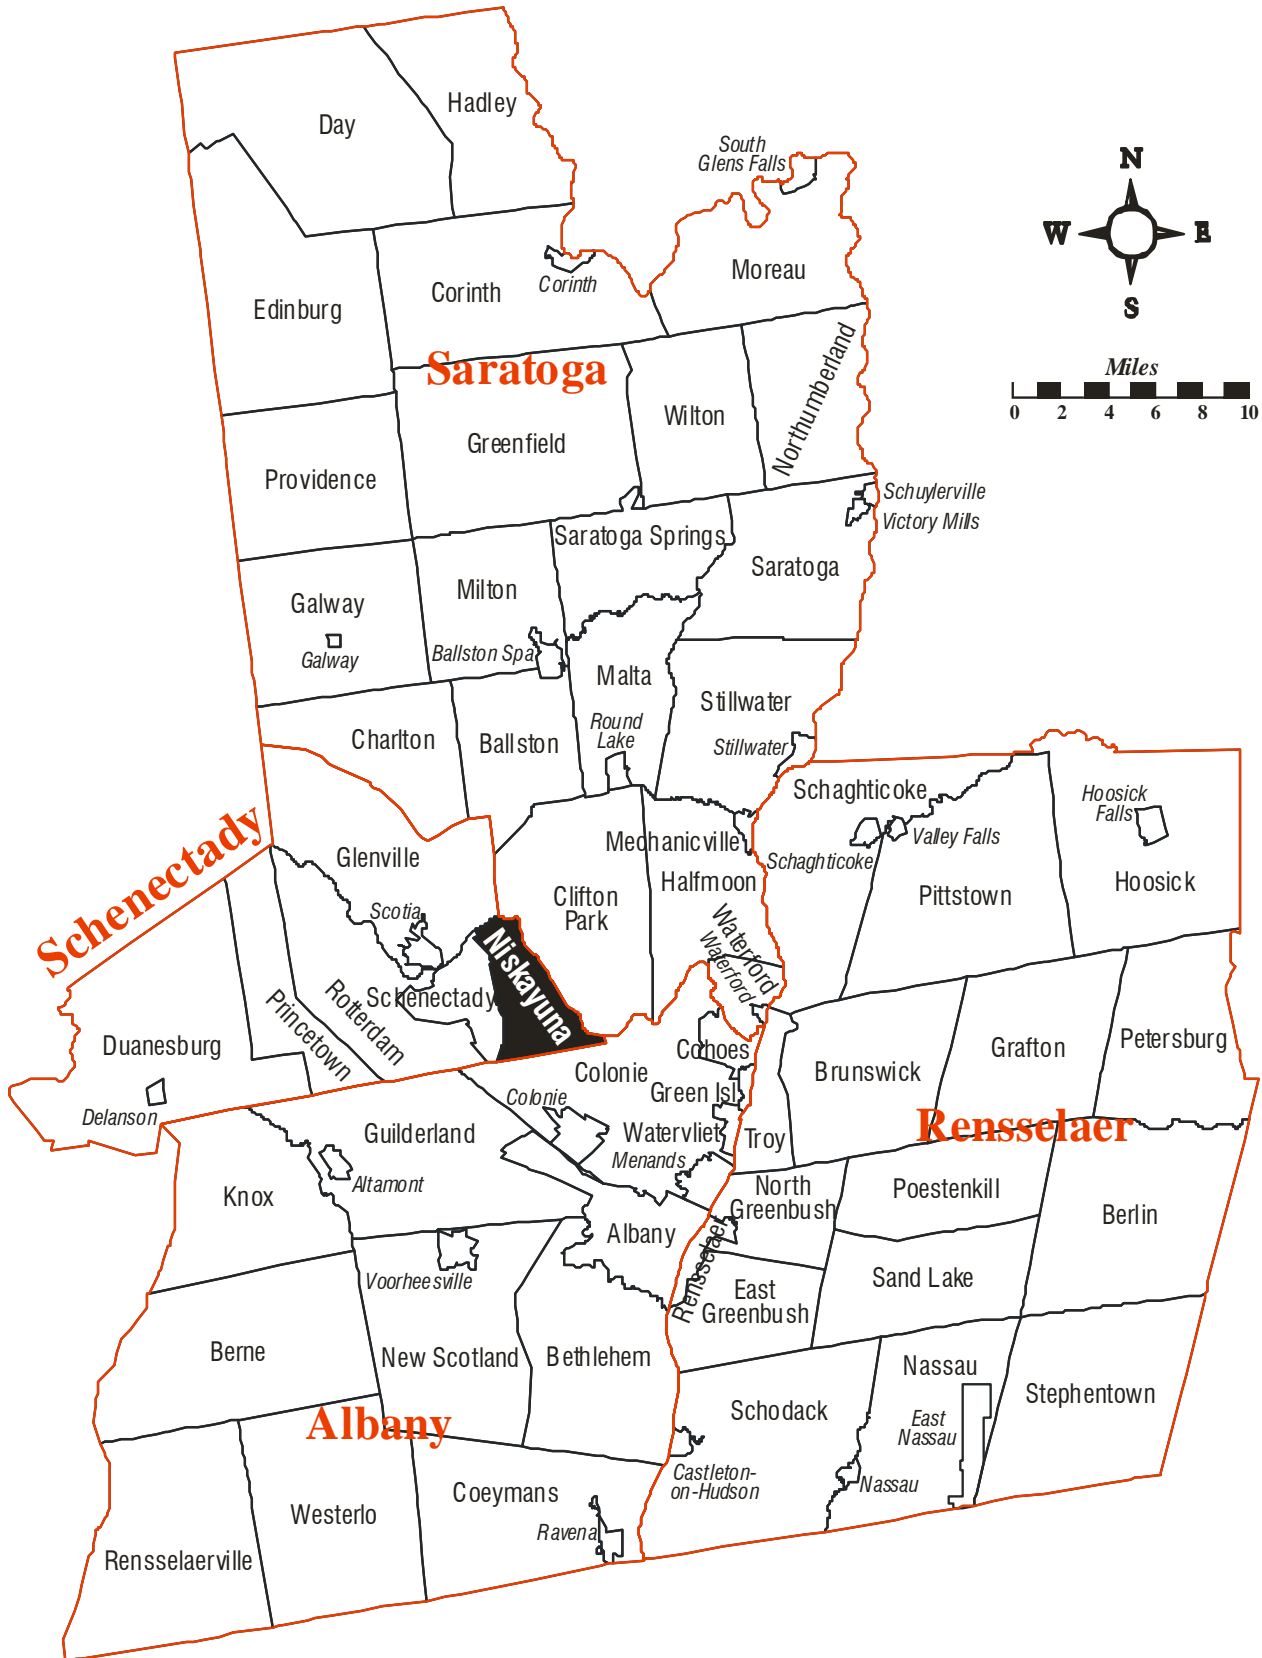 Hadley
Day
South
Glens Falls
N
W
E
S
Moreau
Corinth
Corinth
Edinburg
Miles
0 2 4 6 8 10
Saratoga
Northumberland
Wilton
Greenfield
Providence
Schuylerville
Victory Mills
Saratoga Springs
Saratoga
Milton
Galway
Galway
Ballston Spa
Malta
Stillwater
Round
Lake
Stillwater
Charlton
Ballston
Schaghticoke
Hoosick
Falls
Schenectady
Mechanicville
Valley Falls
Schaghticoke
Glenville
Halfmoon
Hoosick
Clifton
Park
Pittstown
Scotia
Waterford
Waterford
Niskayuna
Schenectady
Rotterdam
Princetown
Duanesburg
Cohoes
Grafton
Petersburg
Colonie
Brunswick
Green Isl
Colonie
Delanson
Rensselaer
Guilderland
Watervliet
Troy
Menands
Altamont
Knox
North
Greenbush
Poestenkill
Berlin
Albany
Rensselaer
Voorheesville
Sand Lake
East
Greenbush
Berne
New Scotland
Bethlehem
Nassau
Stephentown
Schodack
Albany
East
Nassau
Castleton-
on-Hudson
Nassau
Coeymans
Westerlo
Ravena
Rensselaerville